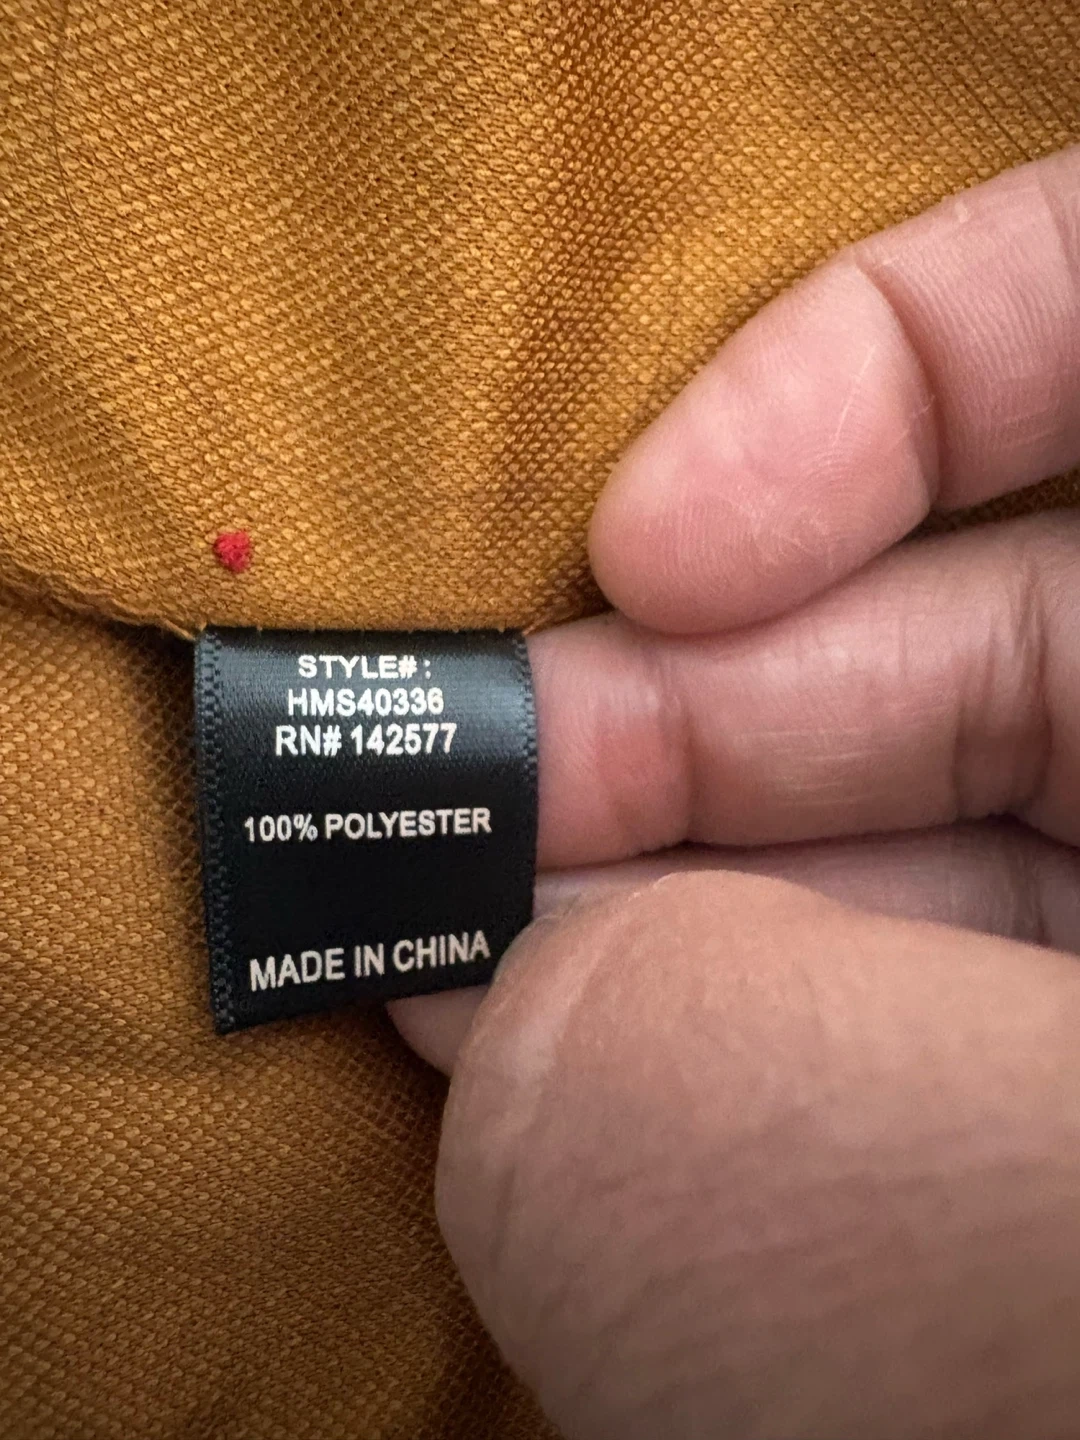 STYLE#:
HMS40336
RN# 142577
100% POLYESTER
MADE IN CHINA